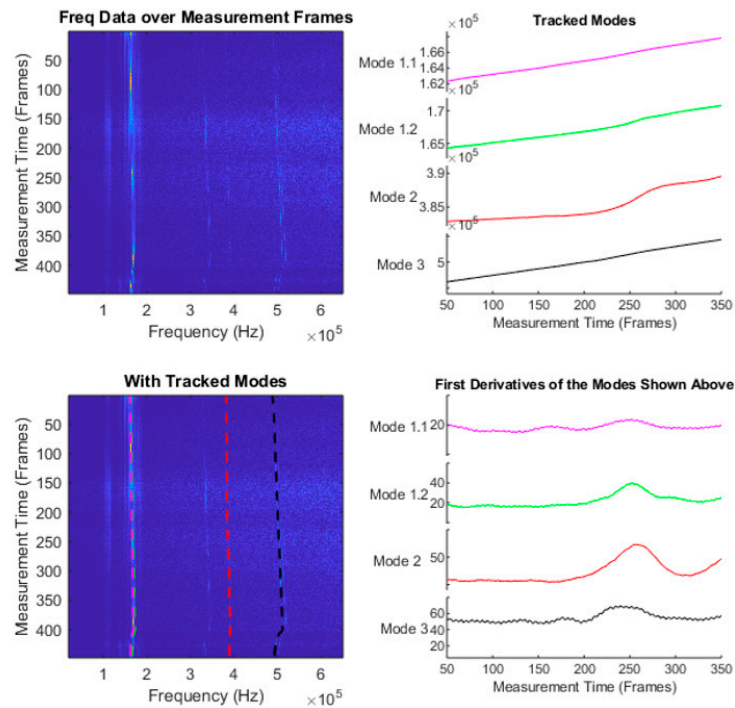 Freq Data over Measurement Frames
Measurement Time (Frames)
50
100
150
200
250
300
350
400
1 2 3 4 5 6
Frequency (Hz)
×10^5
Tracked Modes
×10^5
Mode 1.1
1.66
1.64
1.62
×10^5
Mode 1.2
1.7
1.65
×10^5
Mode 2
3.9
3.85
×10^5
Mode 3
5
50 100 150 200 250 300 350
Measurement Time (Frames)
With Tracked Modes
Measurement Time (Frames)
50
100
150
200
250
300
350
400
1 2 3 4 5 6
Frequency (Hz)
×10^5
First Derivatives of the Modes Shown Above
Mode 1.1
20
Mode 1.2
40
20
Mode 2
50
Mode 3
60
40
20
50 100 150 200 250 300 350
Measurement Time (Frames)